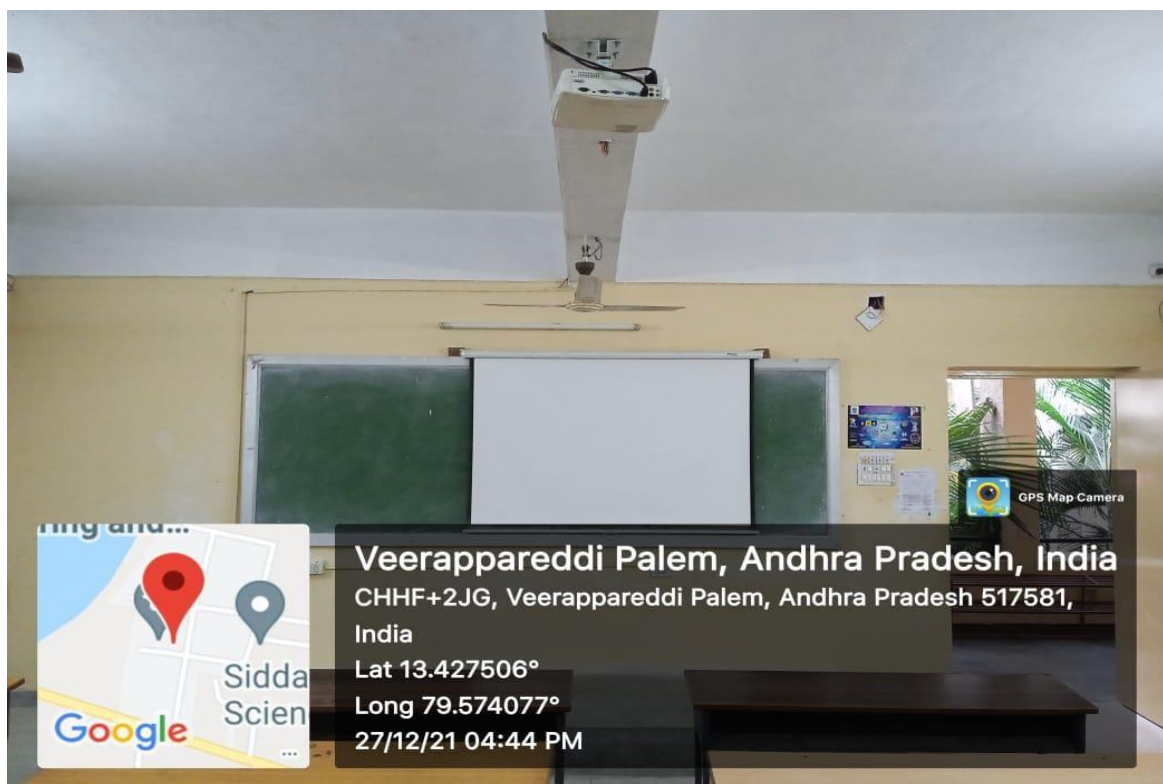 GPS Map Camera
ring and...
Veerappareddi Palem, Andhra Pradesh, India
CHHF+2JG, Veerappareddi Palem, Andhra Pradesh 517581,
India
Lat 13.427506°
Long 79.574077°
27/12/21 04:44 PM
Sidda
Scien
Google